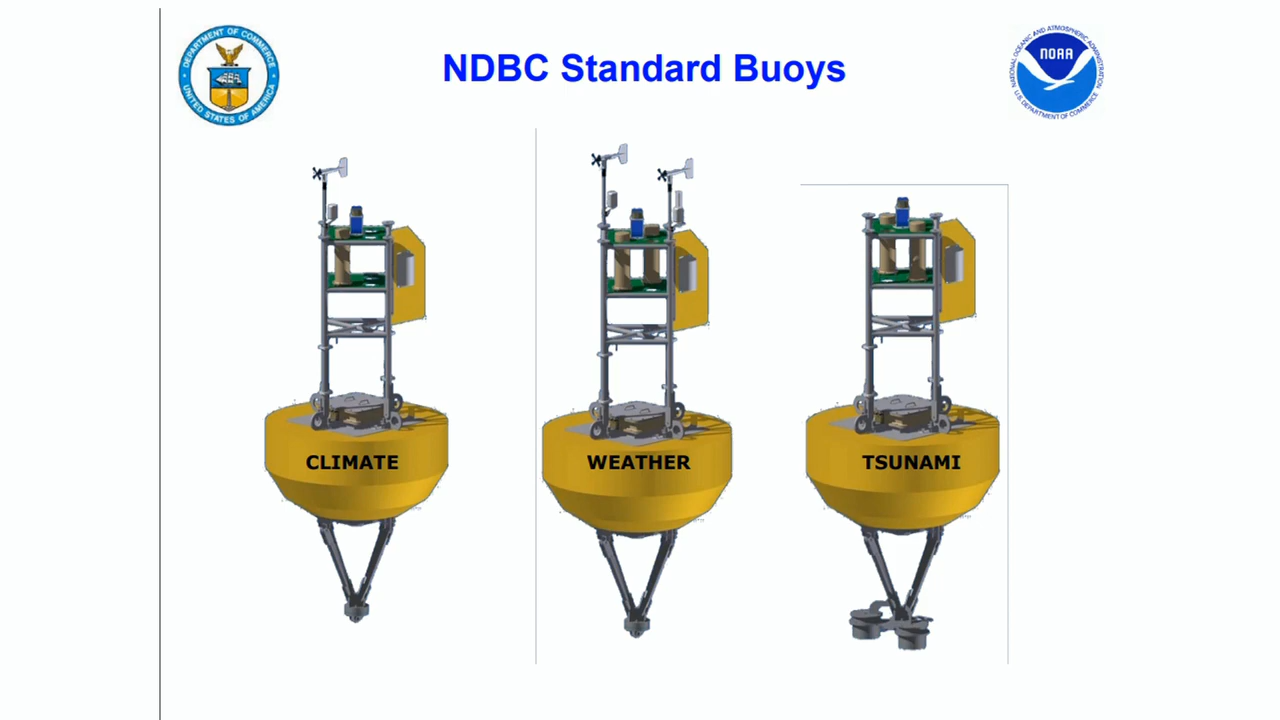 DEPARTMENT OF COMMERCE
UNITED STATES OF AMERICA
NDBC Standard Buoys
NATIONAL OCEANIC AND ATMOSPHERIC ADMINISTRATION
NOAA
U.S. DEPARTMENT OF COMMERCE
CLIMATE
WEATHER
TSUNAMI